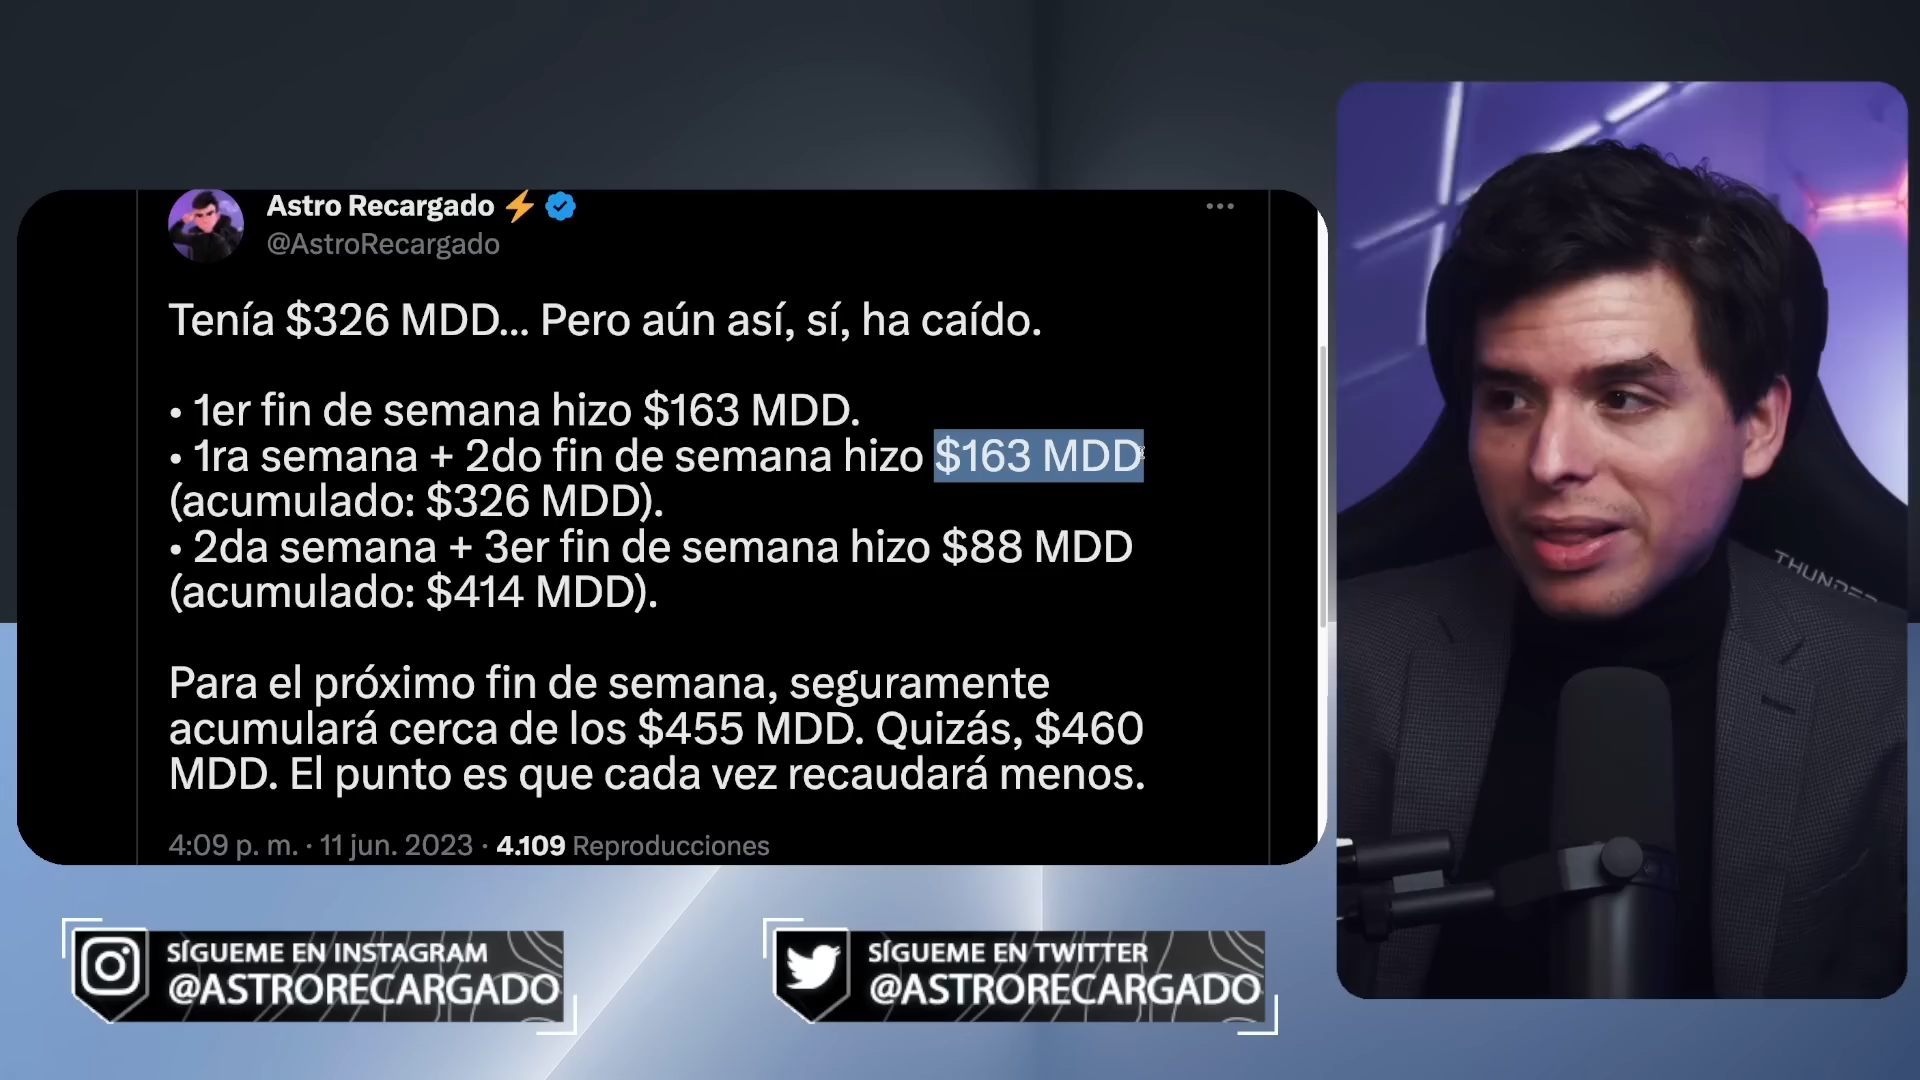 Astro Recargado
@AstroRecargado
Tenía $326 MDD... Pero aún así, sí, ha caído.
• 1er fin de semana hizo $163 MDD.
• 1ra semana + 2do fin de semana hizo $163 MDD
(acumulado: $326 MDD).
• 2da semana + 3er fin de semana hizo $88 MDD
(acumulado: $414 MDD).
Para el próximo fin de semana, seguramente
acumulará cerca de los $455 MDD. Quizás, $460
MDD. El punto es que cada vez recaudará menos.
4:09 p. m. · 11 jun. 2023 · 4.109 Reproducciones
THUNDER
SÍGUEME EN INSTAGRAM
@ASTRORECARGADO
SÍGUEME EN TWITTER
@ASTRORECARGADO